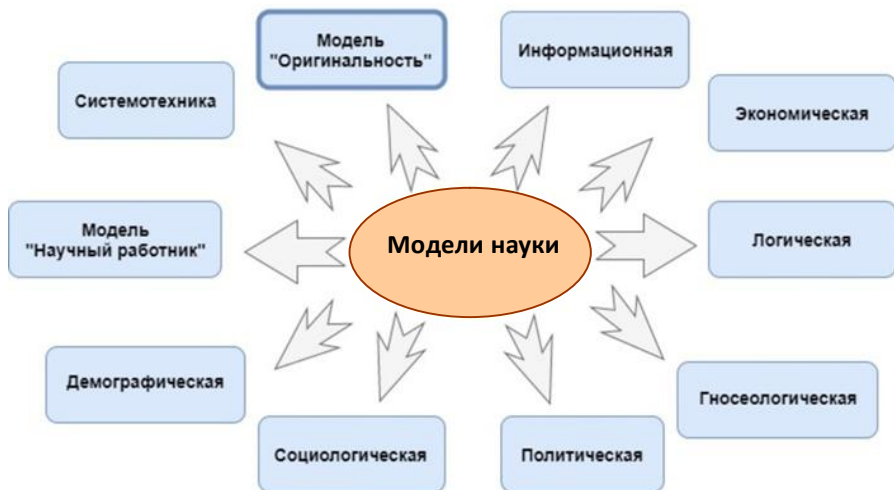 Модель
"Оригинальность"
Информационная
Системотехника
Экономическая
Модель
"Научный работник"
Модели науки
Логическая
Демографическая
Гносеологическая
Социологическая
Политическая